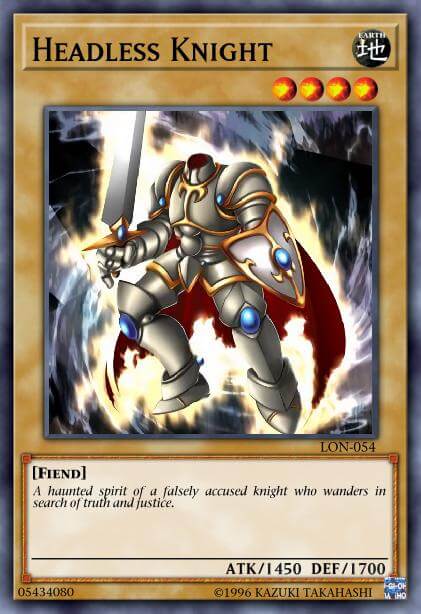 HEADLESS KNIGHT
EARTH
地
LON-054
[FIEND]
A haunted spirit of a falsely accused knight who wanders in
search of truth and justice.
ATK/1450 DEF/1700
05434080
©1996 KAZUKI TAKAHASHI